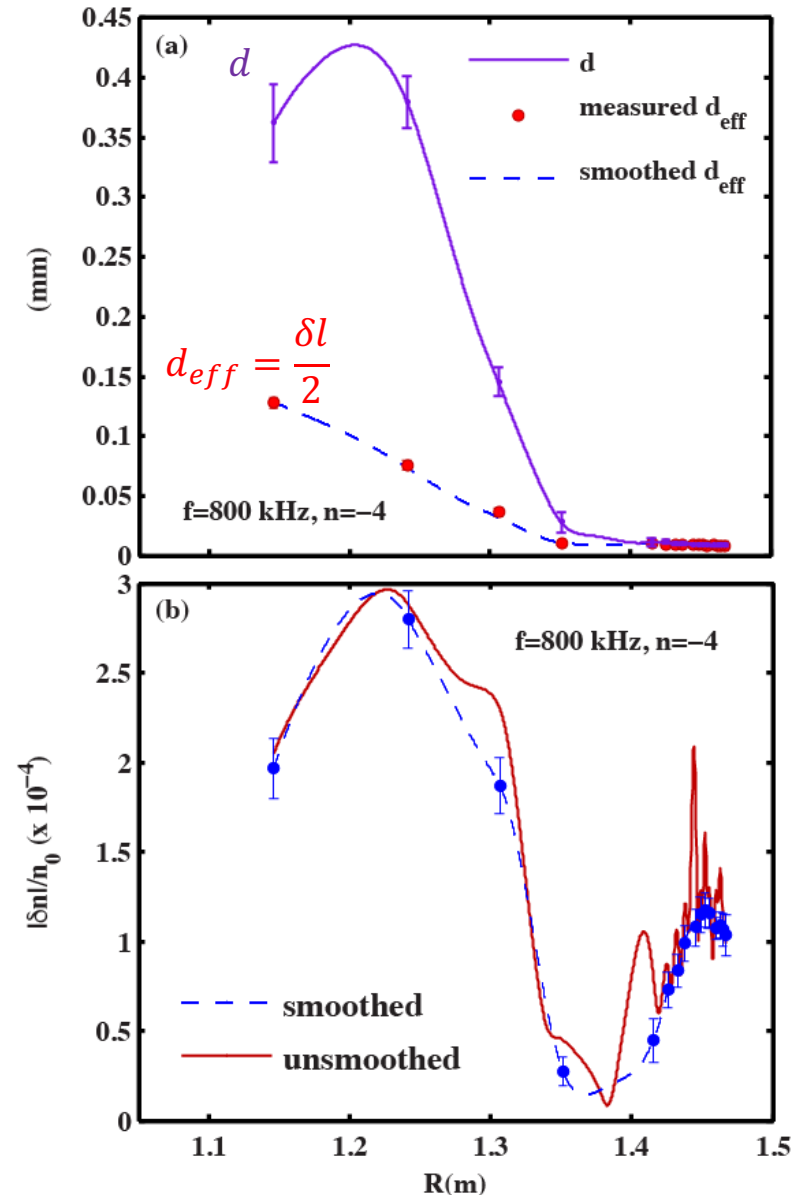 0.45
0.4
0.35
0.3
0.25
0.2
0.15
0.1
0.05
0
(mm)
(a)
d
d
measured d_eff
smoothed d_eff
d_eff = δl/2
f=800 kHz, n=−4
3
2.5
2
1.5
1
0.5
0
|δn|/n_0 (x 10^−4)
(b)
f=800 kHz, n=−4
smoothed
unsmoothed
1.1 1.2 1.3 1.4 1.5
R(m)